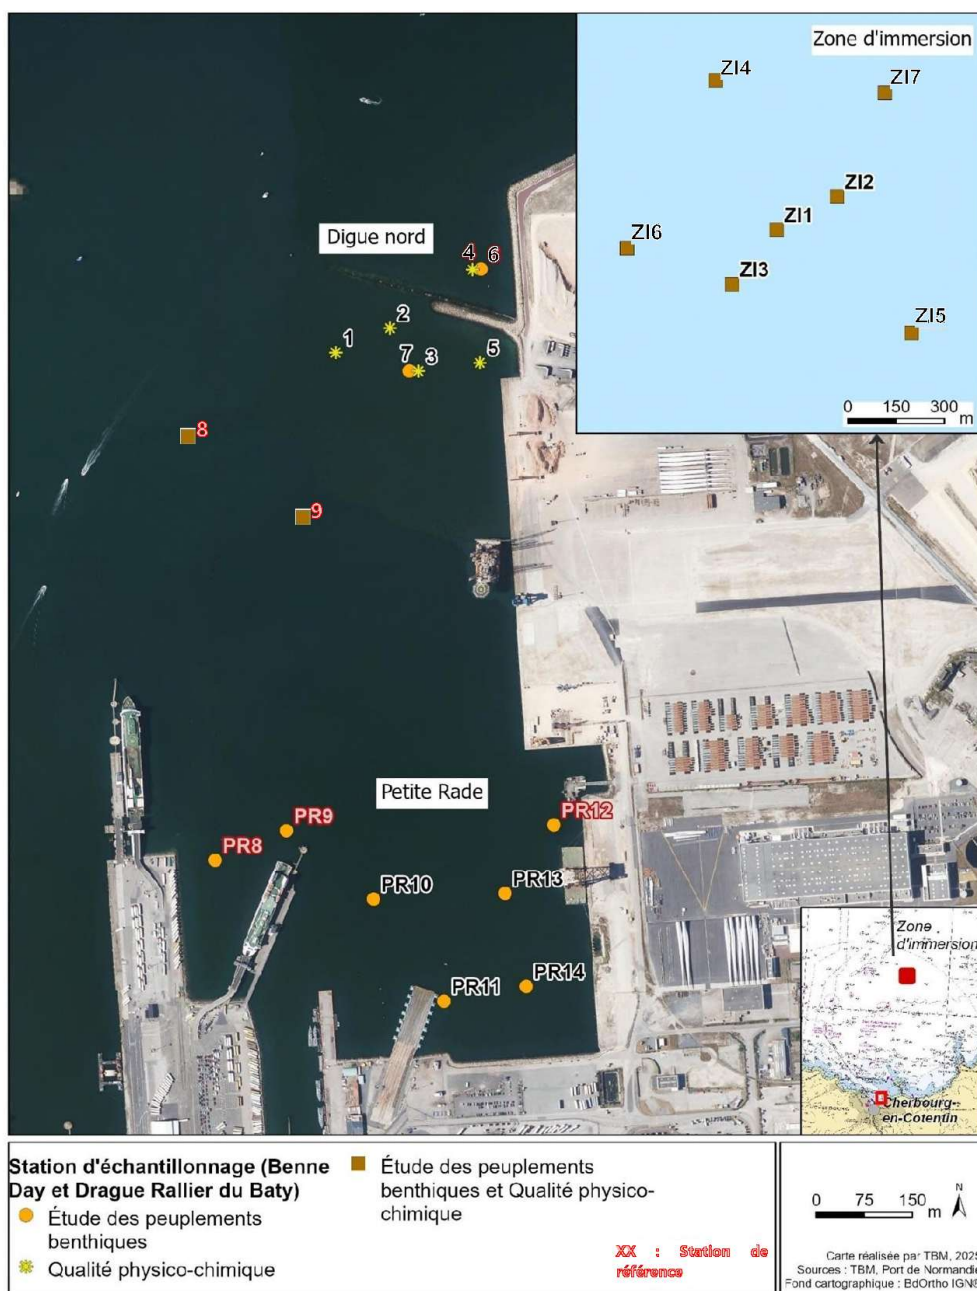 Zone d'immersion
ZI4
ZI7
ZI2
ZI1
ZI6
ZI3
ZI5
0 150 300
m
Digue nord
4 6
2
1
7 3 5
8
9
Petite Rade
PR12
PR9
PR8
PR13
PR10
PR14
PR11
Zone
d'immersion
Cherbourg-
en-Cotentin
Station d'échantillonnage (Benne
Day et Drague Rallier du Baty)
Étude des peuplements
benthiques
Qualité physico-chimique
Étude des peuplements
benthiques et Qualité physico-
chimique
XX : Station de
référence
N
0 75 150
m
Carte réalisée par TBM, 2025
Sources : TBM, Port de Normandie
Fond cartographique : BdOrtho IGN©